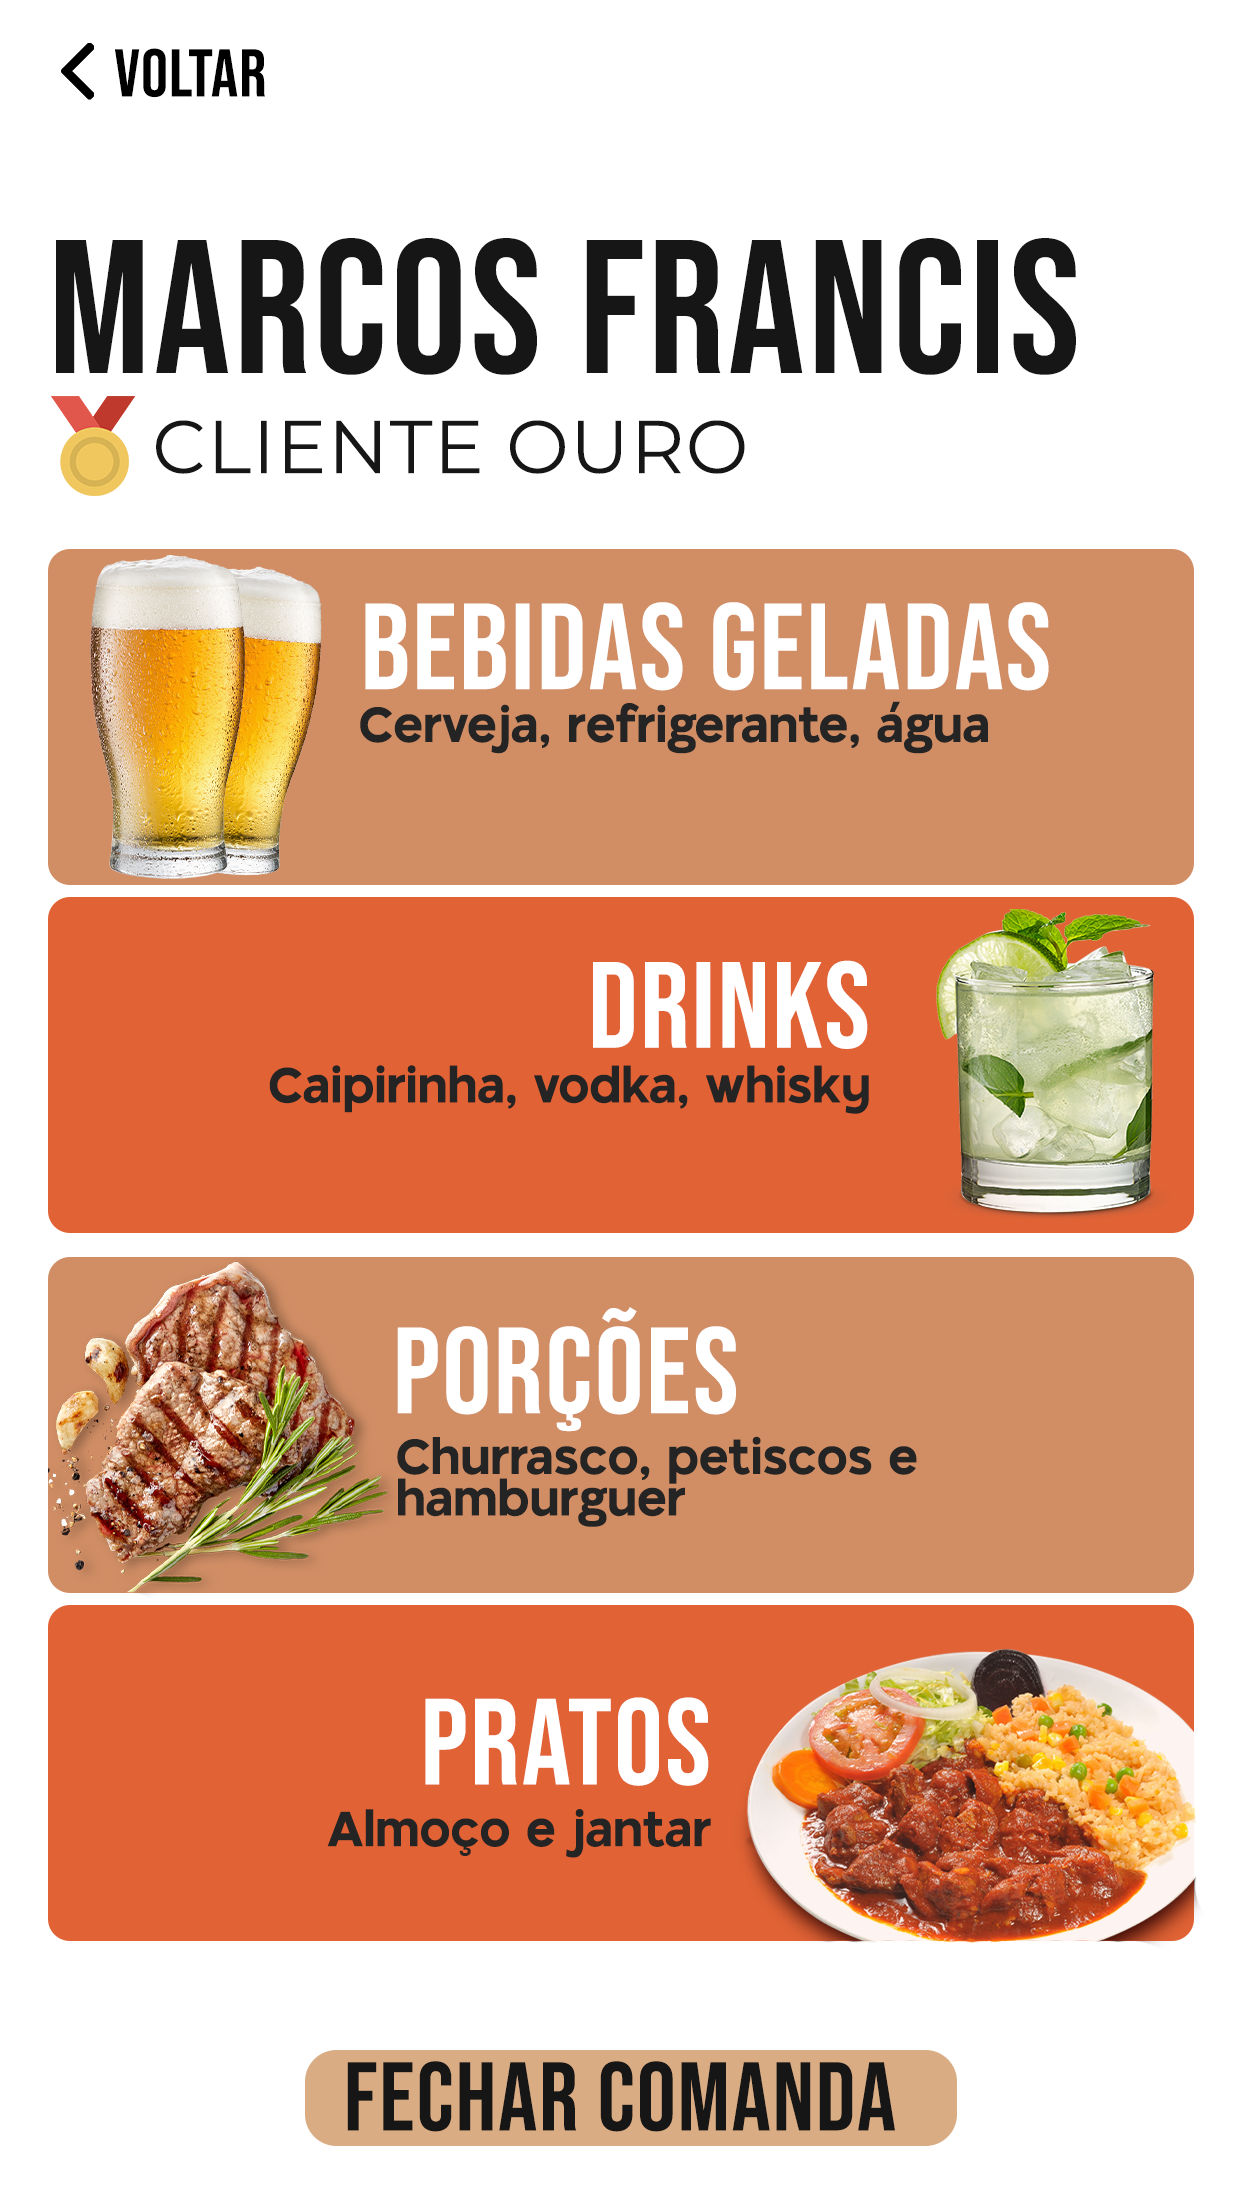 VOLTAR
MARCOS FRANCIS
CLIENTE OURO
BEBIDAS GELADAS
Cerveja, refrigerante, água
DRINKS
Caipirinha, vodka, whisky
PORÇÕES
Churrasco, petiscos e
hamburguer
PRATOS
Almoço e jantar
FECHAR COMANDA